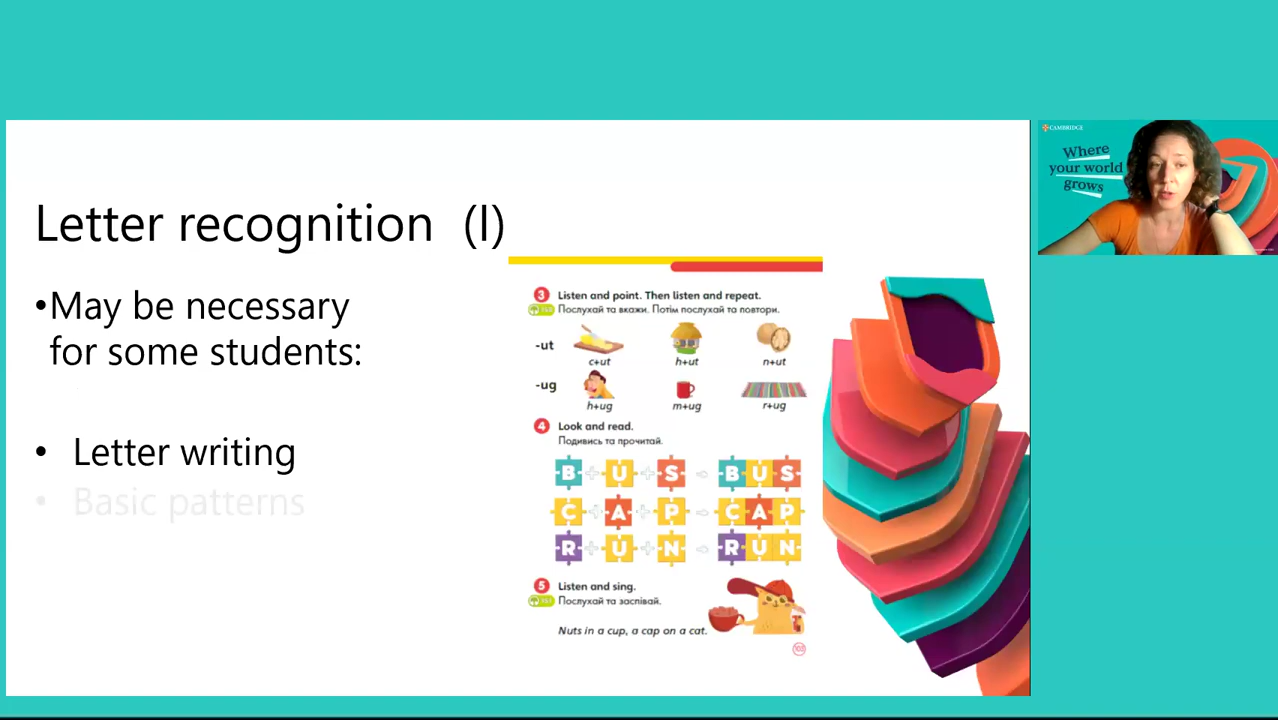 Letter recognition (I)
•May be necessary
for some students:
• Letter writing
• Basic patterns
3 Listen and point. Then listen and repeat.
Послухай та вкажи. Потім послухай та повтори.
-ut
c+ut h+ut n+ut
-ug
h+ug m+ug r+ug
4 Look and read.
Подивись та прочитай.
B + U + S BUS
C + A + P CAP
R + U + N RUN
5 Listen and sing.
Послухай та заспівай.
Nuts in a cup, a cap on a cat.
103
CAMBRIDGE
Where
your world
grows